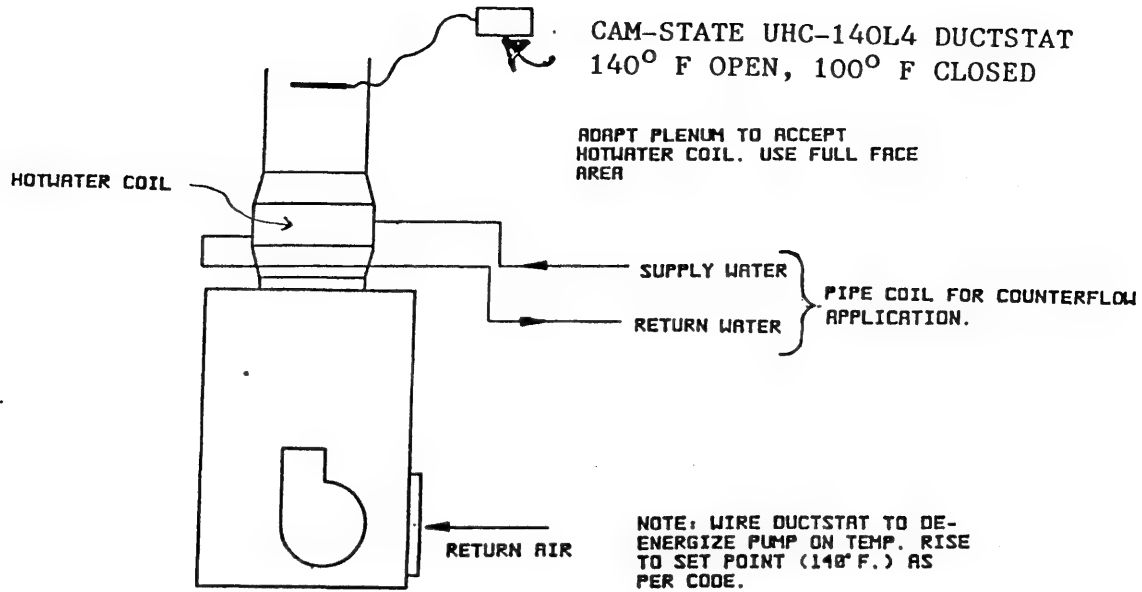 CAM-STATE UHC-140L4 DUCTSTAT
140° F OPEN, 100° F CLOSED
ADAPT PLENUM TO ACCEPT
HOTWATER COIL. USE FULL FACE
AREA
HOTWATER COIL
SUPPLY WATER
RETURN WATER
PIPE COIL FOR COUNTERFLOW
APPLICATION.
RETURN AIR
NOTE: WIRE DUCTSTAT TO DE-
ENERGIZE PUMP ON TEMP. RISE
TO SET POINT (140°F.) AS
PER CODE.